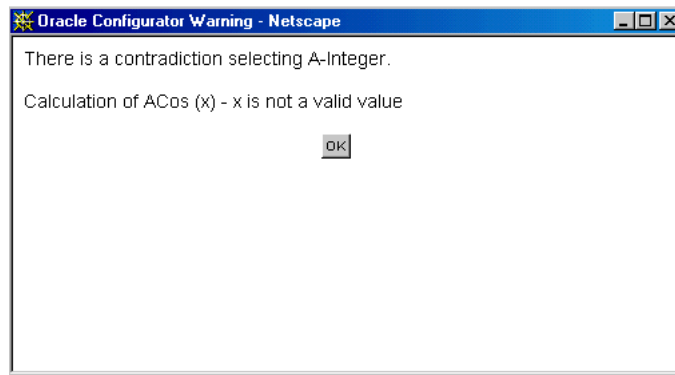 Oracle Configurator Warning - Netscape
There is a contradiction selecting A-Integer.
Calculation of ACos (x) - x is not a valid value
OK